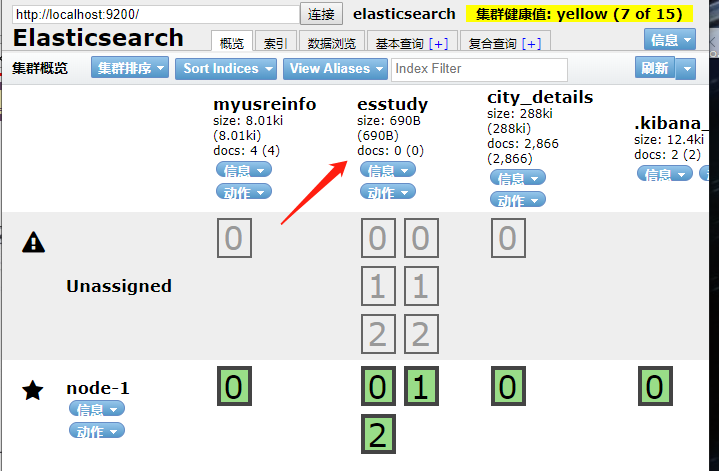 http://localhost:9200/ 连接 elasticsearch 集群健康值: yellow (7 of 15)
Elasticsearch 概览 索引 数据浏览 基本查询 [+] 复合查询 [+] 信息
集群概览 集群排序 Sort Indices View Aliases Index Filter 刷新
myusreinfo
size: 8.01ki
(8.01ki)
docs: 4 (4)
信息
动作
esstudy
size: 690B
(690B)
docs: 0 (0)
信息
动作
city_details
size: 288ki
(288ki)
docs: 2,866
(2,866)
信息
动作
.kibana_
size: 12.4ki
docs: 2 (2)
信息
Unassigned
0 0 0 0
1 1
2 2
node-1
信息
动作
0 0 1 0 0
2